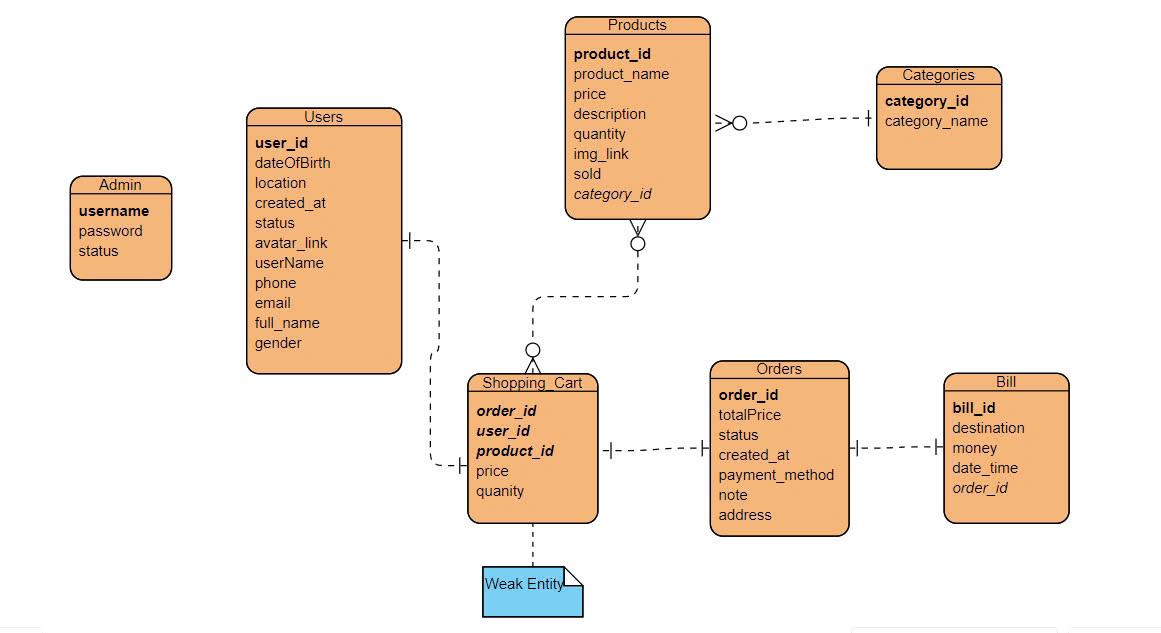 Products
product_id
product_name
price
description
quantity
img_link
sold
category_id
Categories
category_id
category_name
Users
user_id
dateOfBirth
location
created_at
status
avatar_link
userName
phone
email
full_name
gender
Admin
username
password
status
Shopping_Cart
order_id
user_id
product_id
price
quanity
Orders
order_id
totalPrice
status
created_at
payment_method
note
address
Bill
bill_id
destination
money
date_time
order_id
Weak Entity